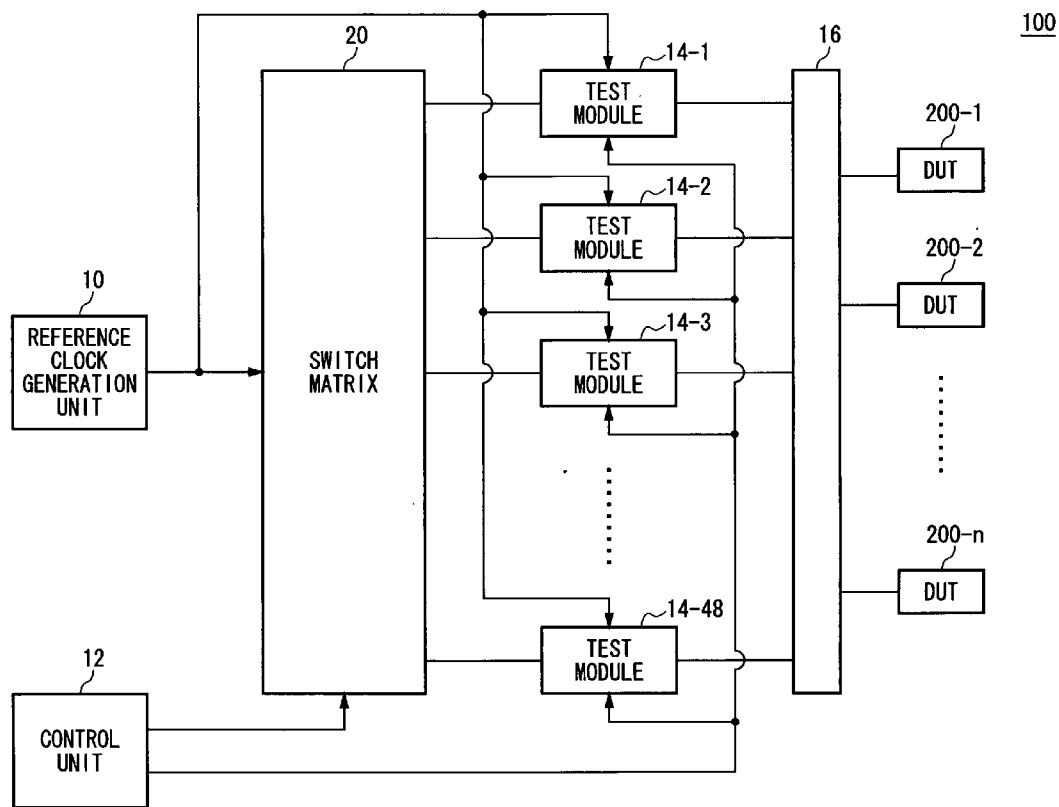 100
20
14-1
16
TEST
MODULE
200-1
DUT
14-2
TEST
MODULE
200-2
DUT
10
REFERENCE
CLOCK
GENERATION
UNIT
SWITCH
MATRIX
14-3
TEST
MODULE
200-n
DUT
14-48
TEST
MODULE
12
CONTROL
UNIT